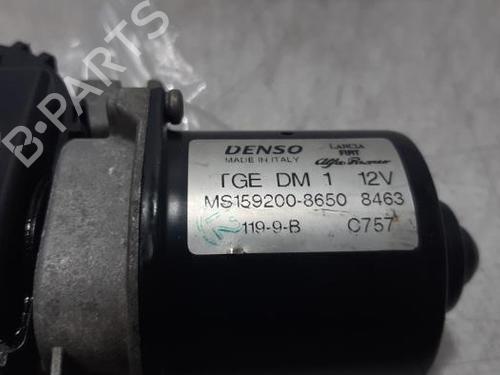 B-PARTS
DENSO
MADE IN ITALY
LANCIA
FIAT
Alfa Romeo
TGE DM 1 12V
MS159200-8650 8463
119-9-B C757